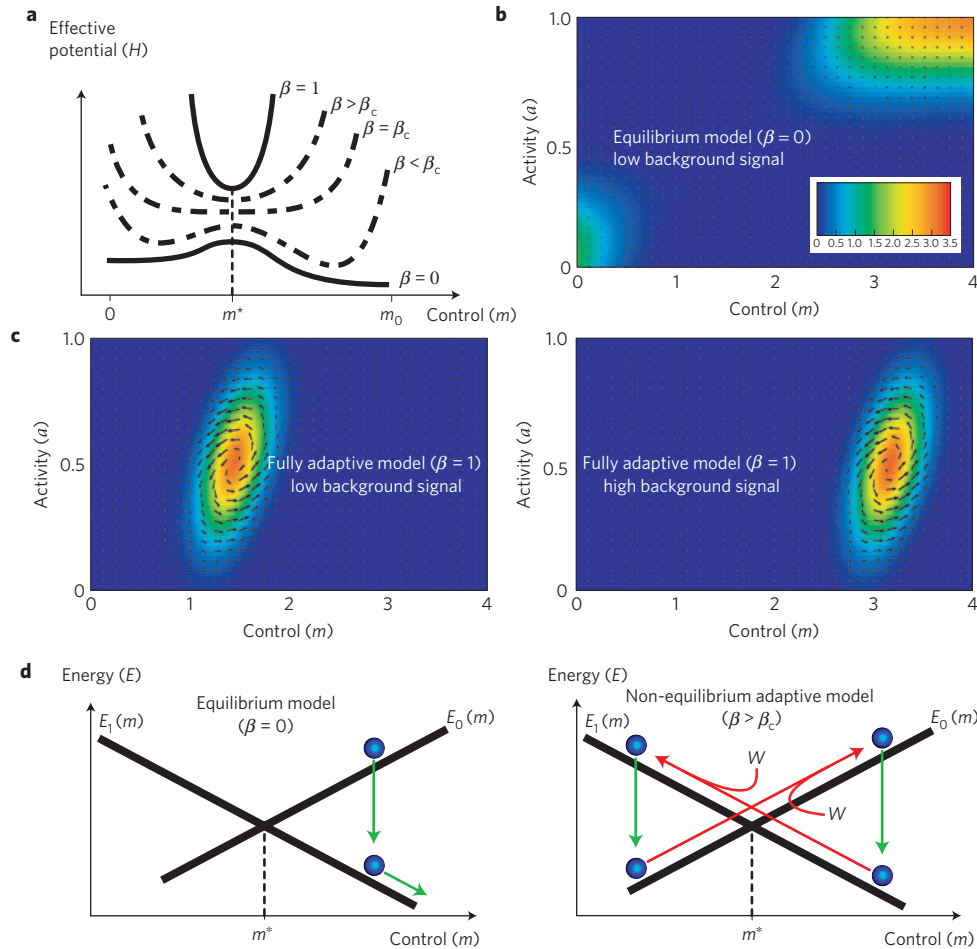 a
Effective
potential (H)
β = 1
β > βc
β = βc
β < βc
β = 0
0
m*
m0
Control (m)
b
1.0
0.5
0
Activity (a)
Equilibrium model (β = 0)
low background signal
0 0.5 1.0 1.5 2.0 2.5 3.0 3.5
0 1 2 3 4
Control (m)
c
1.0
0.5
0
Activity (a)
Fully adaptive model (β = 1)
low background signal
0 1 2 3 4
Control (m)
1.0
0.5
0
Activity (a)
Fully adaptive model (β = 1)
high background signal
0 1 2 3 4
Control (m)
d
Energy (E)
Equilibrium model
(β = 0)
E1 (m)
E0 (m)
m*
Control (m)
Energy (E)
Non-equilibrium adaptive model
(β > βc)
E1 (m)
E0 (m)
W
W
m*
Control (m)